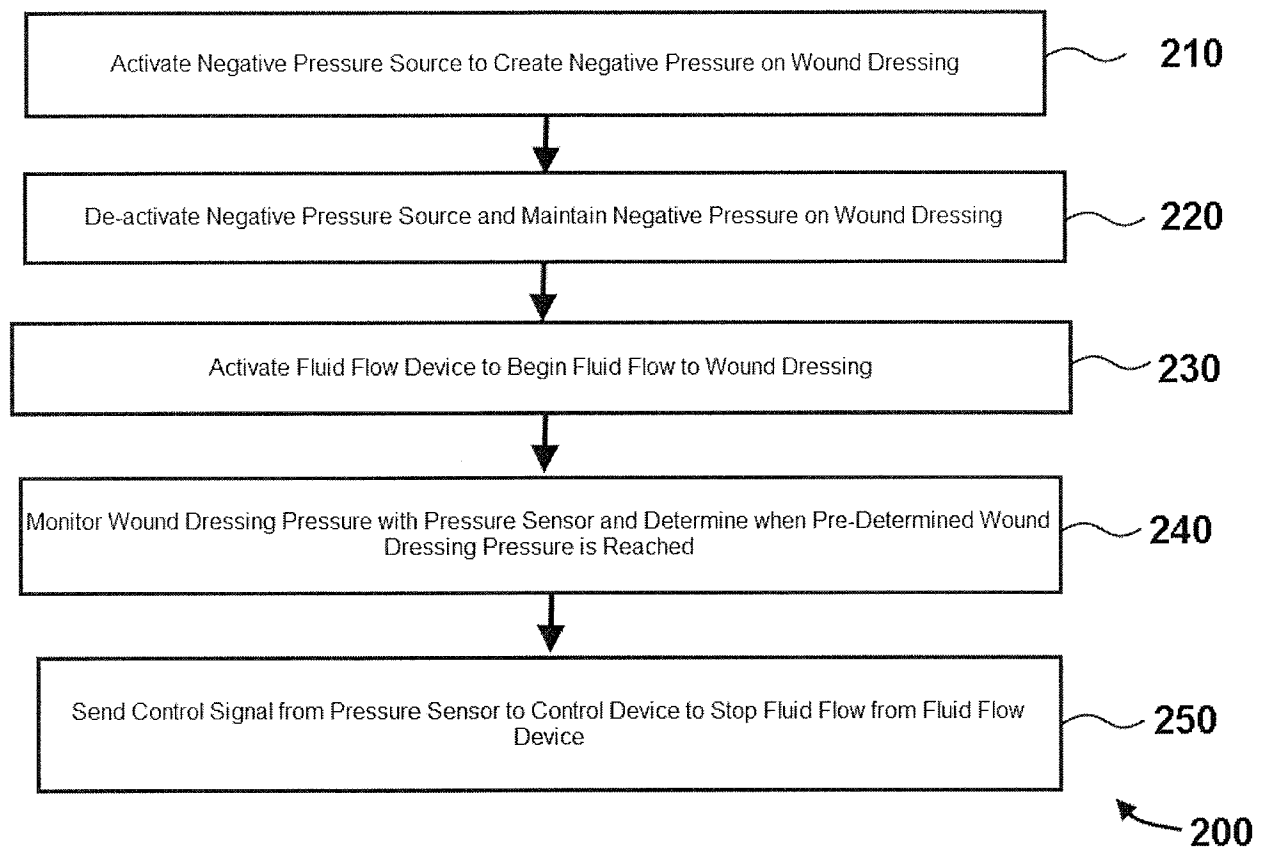 Activate Negative Pressure Source to Create Negative Pressure on Wound Dressing
210
De-activate Negative Pressure Source and Maintain Negative Pressure on Wound Dressing
220
Activate Fluid Flow Device to Begin Fluid Flow to Wound Dressing
230
Monitor Wound Dressing Pressure with Pressure Sensor and Determine when Pre-Determined Wound
Dressing Pressure is Reached
240
Send Control Signal from Pressure Sensor to Control Device to Stop Fluid Flow from Fluid Flow
Device
250
200